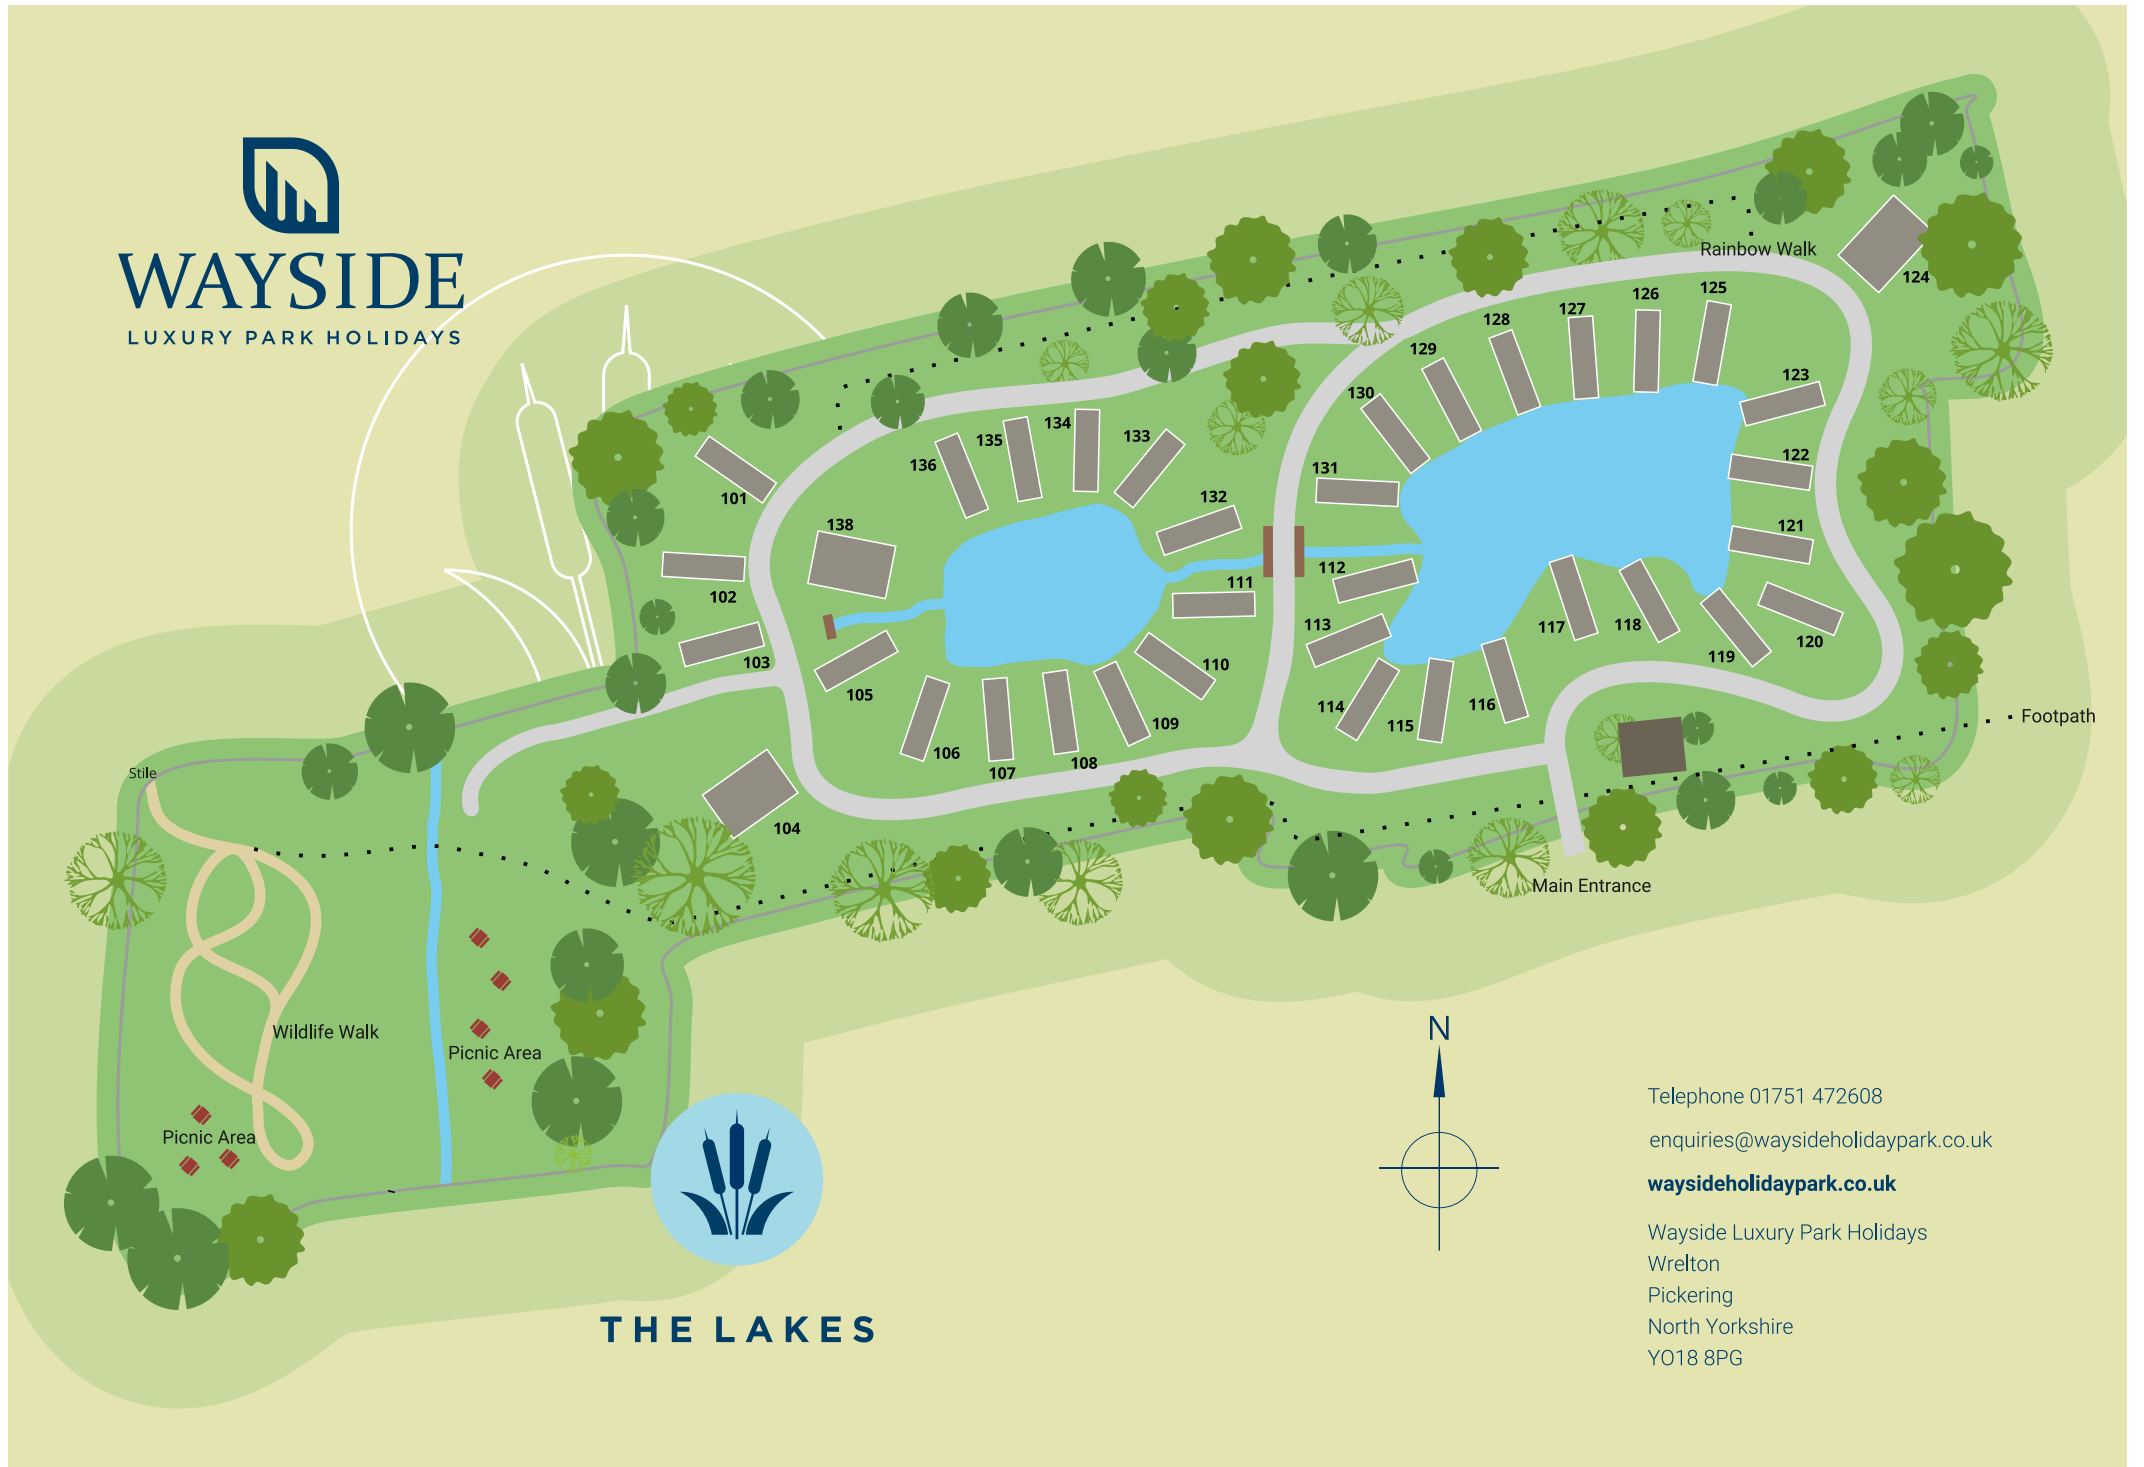 WAYSIDE
LUXURY PARK HOLIDAYS
Rainbow Walk
124
125
126
127
128
129
130
131
123
122
121
120
119
118
117
116
115
114
113
112
101
102
103
104
138
136
135
134
133
132
111
110
109
108
107
106
105
Footpath
Main Entrance
Stile
Wildlife Walk
Picnic Area
Picnic Area
THE LAKES
N
Telephone 01751 472608
enquiries@waysideholidaypark.co.uk
waysideholidaypark.co.uk
Wayside Luxury Park Holidays
Wrelton
Pickering
North Yorkshire
YO18 8PG